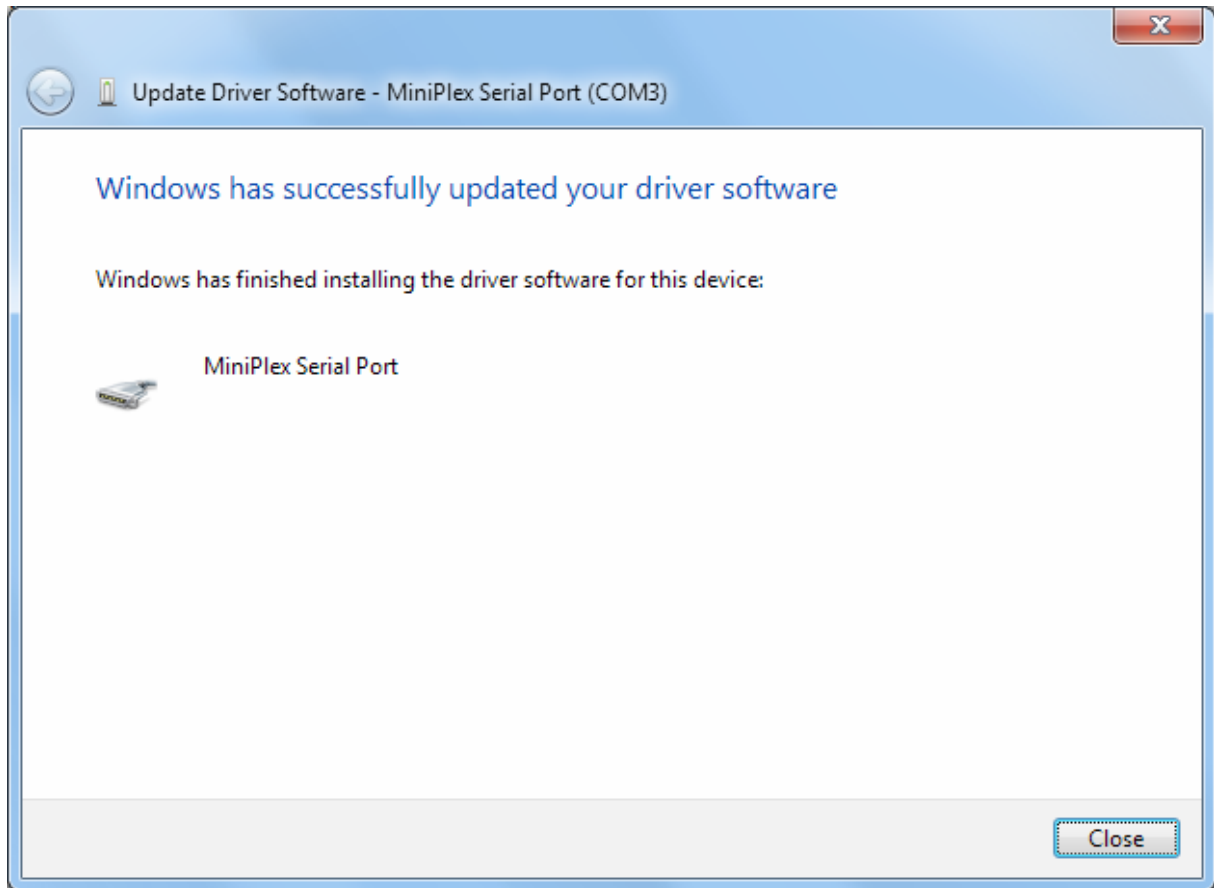 Update Driver Software - MiniPlex Serial Port (COM3)
Windows has successfully updated your driver software
Windows has finished installing the driver software for this device:
MiniPlex Serial Port
Close